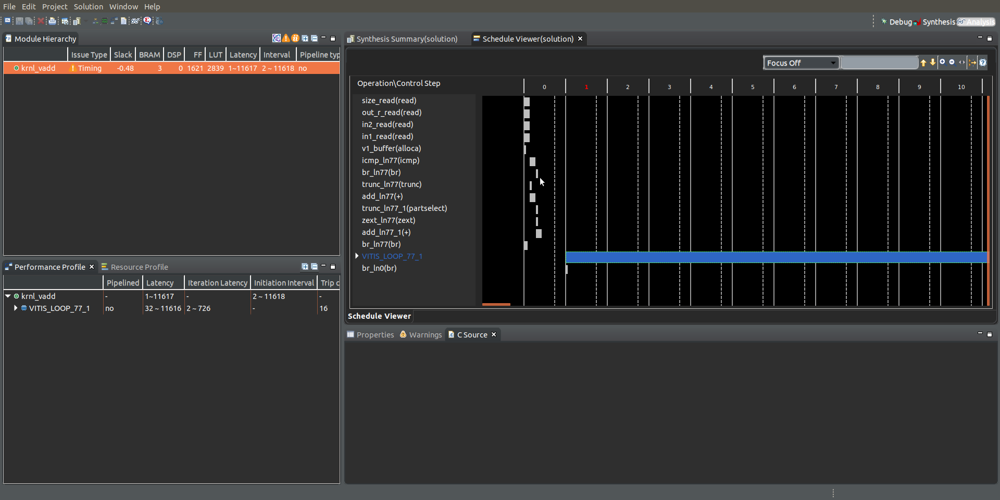 File Edit Project Solution Window Help
Debug Synthesis Analysis
Module Hierarchy
Issue Type Slack BRAM DSP FF LUT Latency Interval Pipeline typ
krnl_vadd Timing -0.48 3 0 1621 2839 1~11617 2 ~ 11618 no
Performance Profile Resource Profile
Pipelined Latency Iteration Latency Initiation Interval Trip c
krnl_vadd - 1~11617 - 2 ~ 11618 -
VITIS_LOOP_77_1 no 32 ~ 11616 2 ~ 726 - 16
Synthesis Summary(solution) Schedule Viewer(solution)
Focus Off
Operation\Control Step 0 1 2 3 4 5 6 7 8 9 10
size_read(read)
out_r_read(read)
in2_read(read)
in1_read(read)
v1_buffer(alloca)
icmp_ln77(icmp)
br_ln77(br)
trunc_ln77(trunc)
add_ln77(+)
trunc_ln77_1(partselect)
zext_ln77(zext)
add_ln77_1(+)
br_ln77(br)
VITIS_LOOP_77_1
br_ln0(br)
Schedule Viewer
Properties Warnings C Source